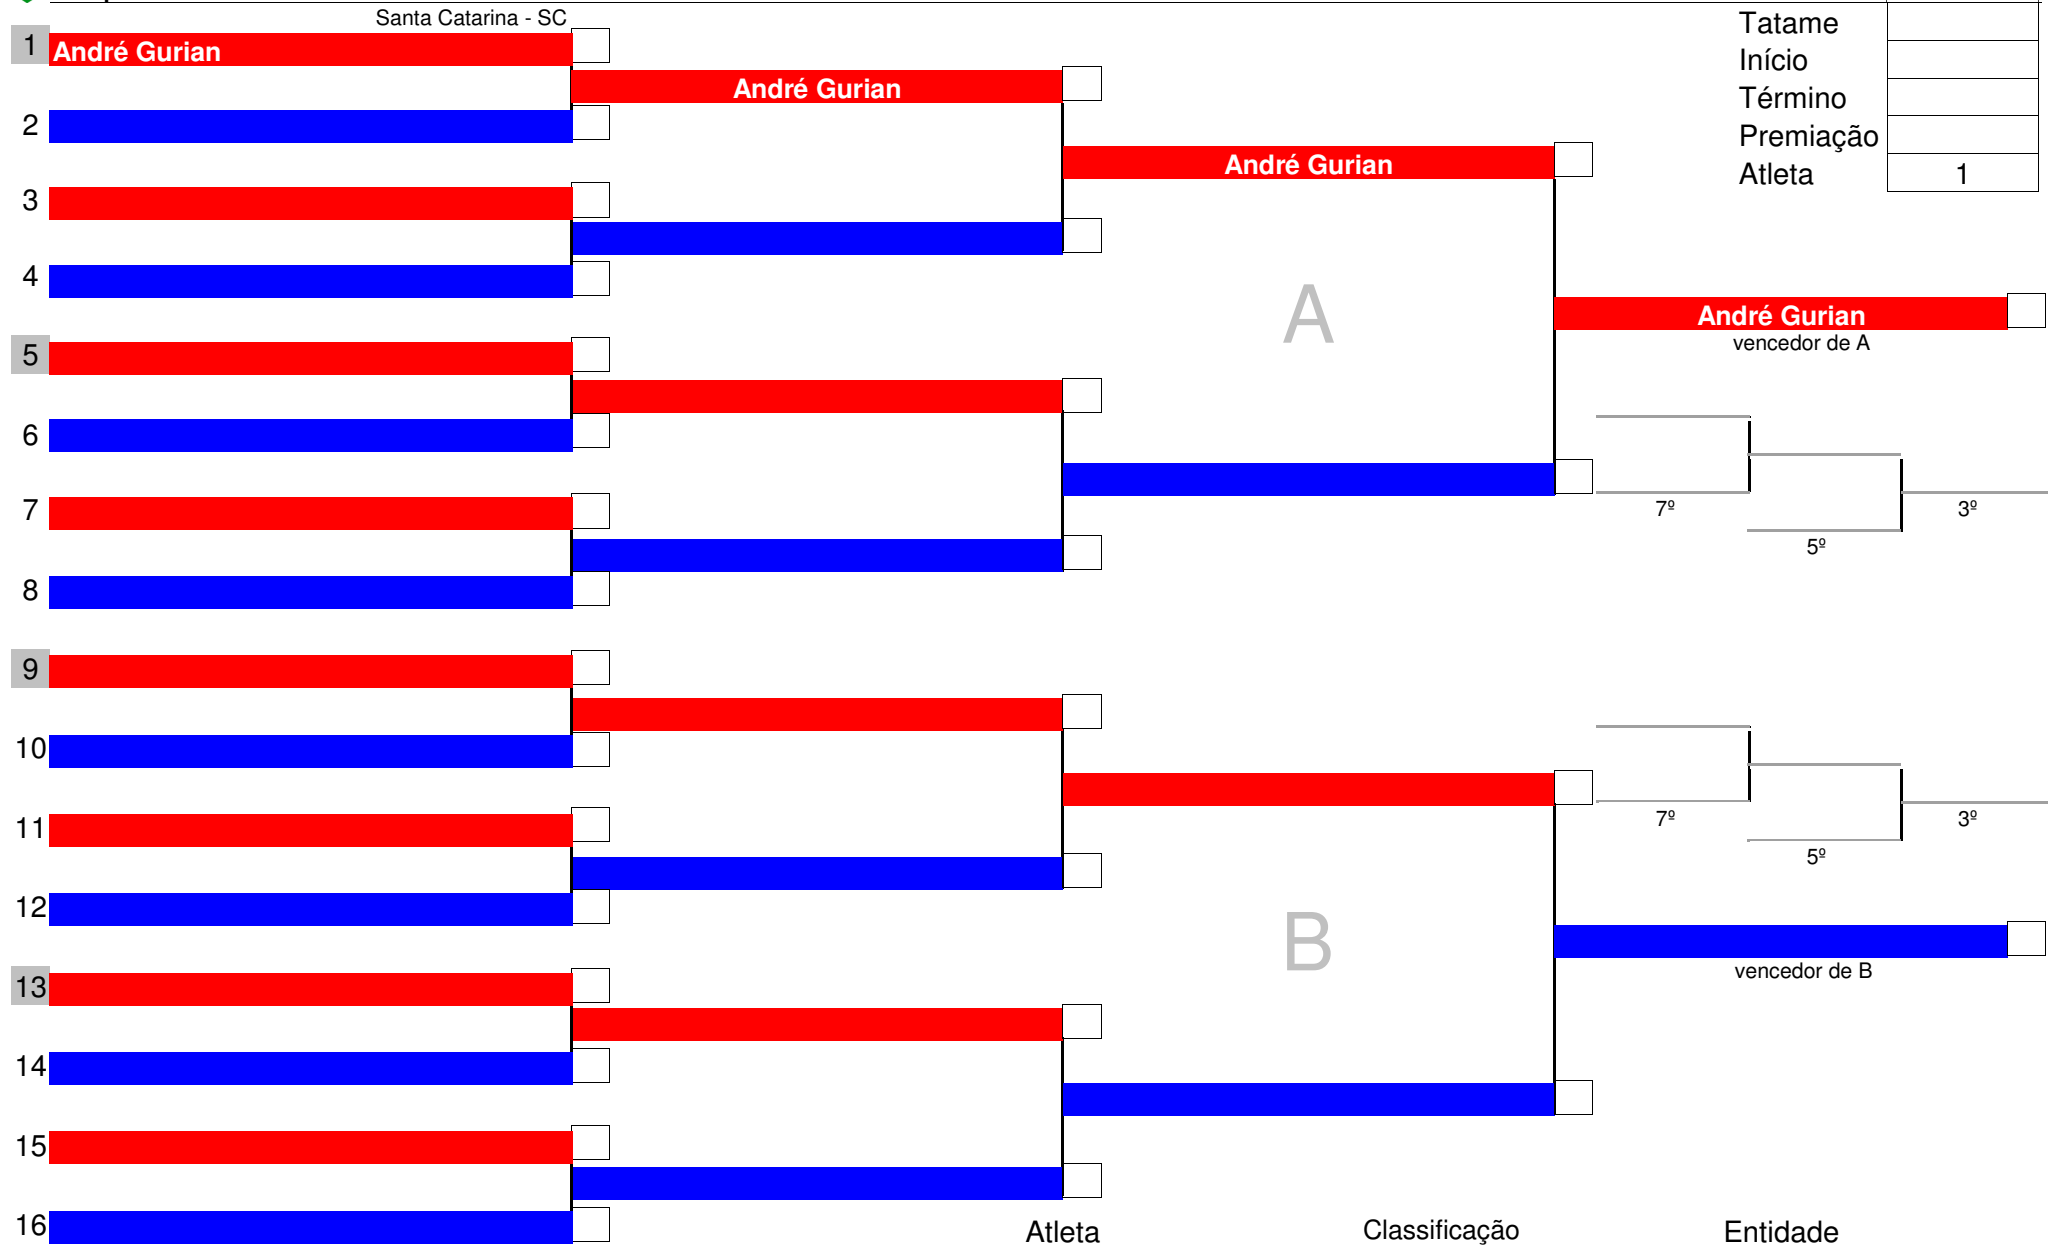 Santa Catarina - SC
Tatame
1 André Gurian
Início
André Gurian
Término
2
Premiação
André Gurian
Atleta 1
3
4
A
André Gurian
vencedor de A
5
6
7
7º 3º
5º
8
9
10
11
7º 3º
5º
12
B
vencedor de B
13
14
15
16
Atleta Classificação Entidade